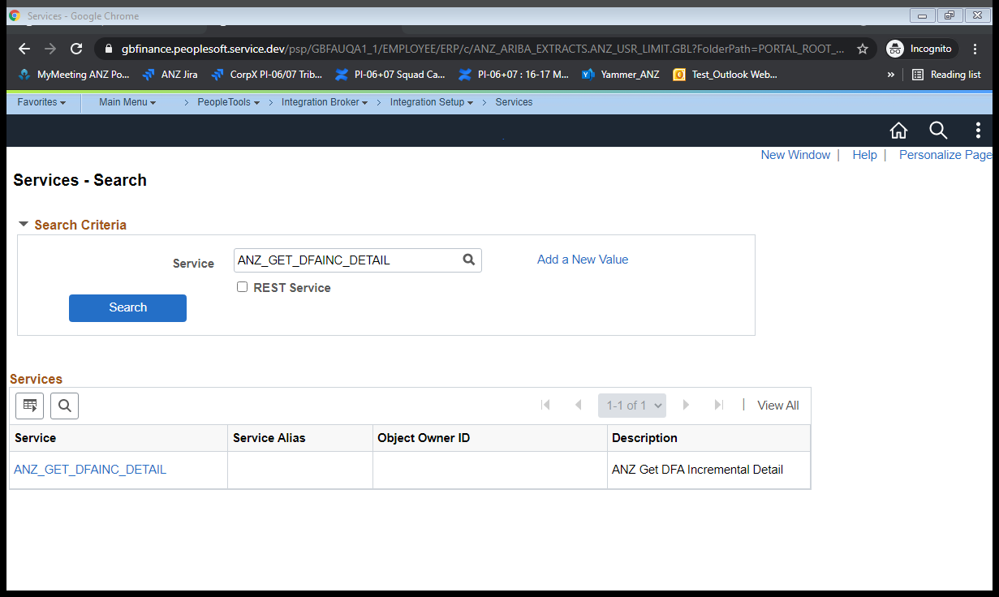 Services - Google Chrome
gbfinance.peoplesoft.service.dev/psp/GBFAUQA1_1/EMPLOYEE/ERP/c/ANZ_ARIBA_EXTRACTS.ANZ_USR_LIMIT.GBL?FolderPath=PORTAL_ROOT_... Incognito
MyMeeting ANZ Po... ANZ Jira CorpX PI-06/07 Trib... PI-06+07 Squad Ca... PI-06+07 : 16-17 M... Yammer_ANZ Test_Outlook Web... » Reading list
Favorites Main Menu > PeopleTools > Integration Broker > Integration Setup > Services
New Window | Help | Personalize Page
Services - Search
Search Criteria
Service ANZ_GET_DFAINC_DETAIL Add a New Value
REST Service
Search
Services
1-1 of 1 | View All
Service Service Alias Object Owner ID Description
ANZ_GET_DFAINC_DETAIL ANZ Get DFA Incremental Detail